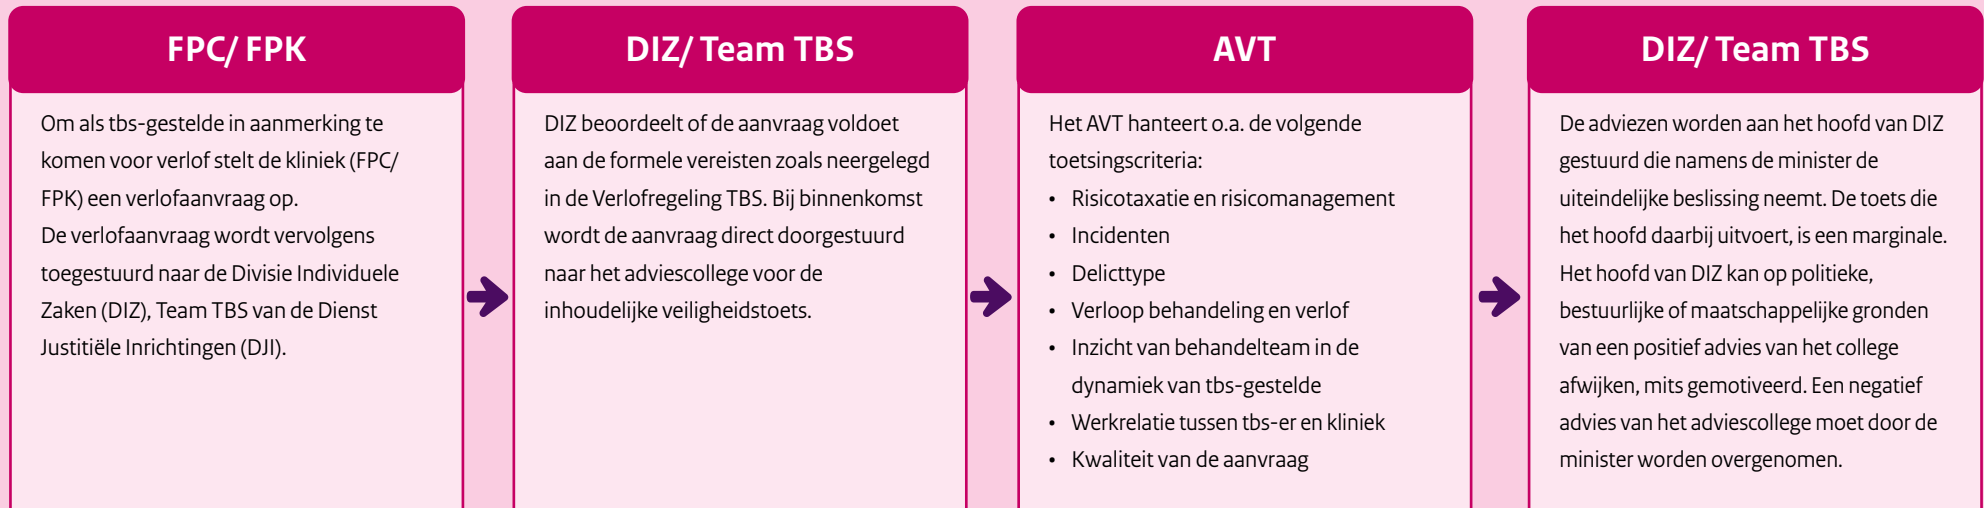 FPC/ FPK
Om als tbs-gestelde in aanmerking te
komen voor verlof stelt de kliniek (FPC/
FPK) een verlofaanvraag op.
De verlofaanvraag wordt vervolgens
toegestuurd naar de Divisie Individuele
Zaken (DIZ), Team TBS van de Dienst
Justitiële Inrichtingen (DJI).
DIZ/ Team TBS
DIZ beoordeelt of de aanvraag voldoet
aan de formele vereisten zoals neergelegd
in de Verlofregeling TBS. Bij binnenkomst
wordt de aanvraag direct doorgestuurd
naar het adviescollege voor de
inhoudelijke veiligheidstoets.
AVT
Het AVT hanteert o.a. de volgende
toetsingscriteria:
• Risicotaxatie en risicomanagement
• Incidenten
• Delicttype
• Verloop behandeling en verlof
• Inzicht van behandelteam in de
dynamiek van tbs-gestelde
• Werkrelatie tussen tbs-er en kliniek
• Kwaliteit van de aanvraag
DIZ/ Team TBS
De adviezen worden aan het hoofd van DIZ
gestuurd die namens de minister de
uiteindelijke beslissing neemt. De toets die
het hoofd daarbij uitvoert, is een marginale.
Het hoofd van DIZ kan op politieke,
bestuurlijke of maatschappelijke gronden
van een positief advies van het college
afwijken, mits gemotiveerd. Een negatief
advies van het adviescollege moet door de
minister worden overgenomen.